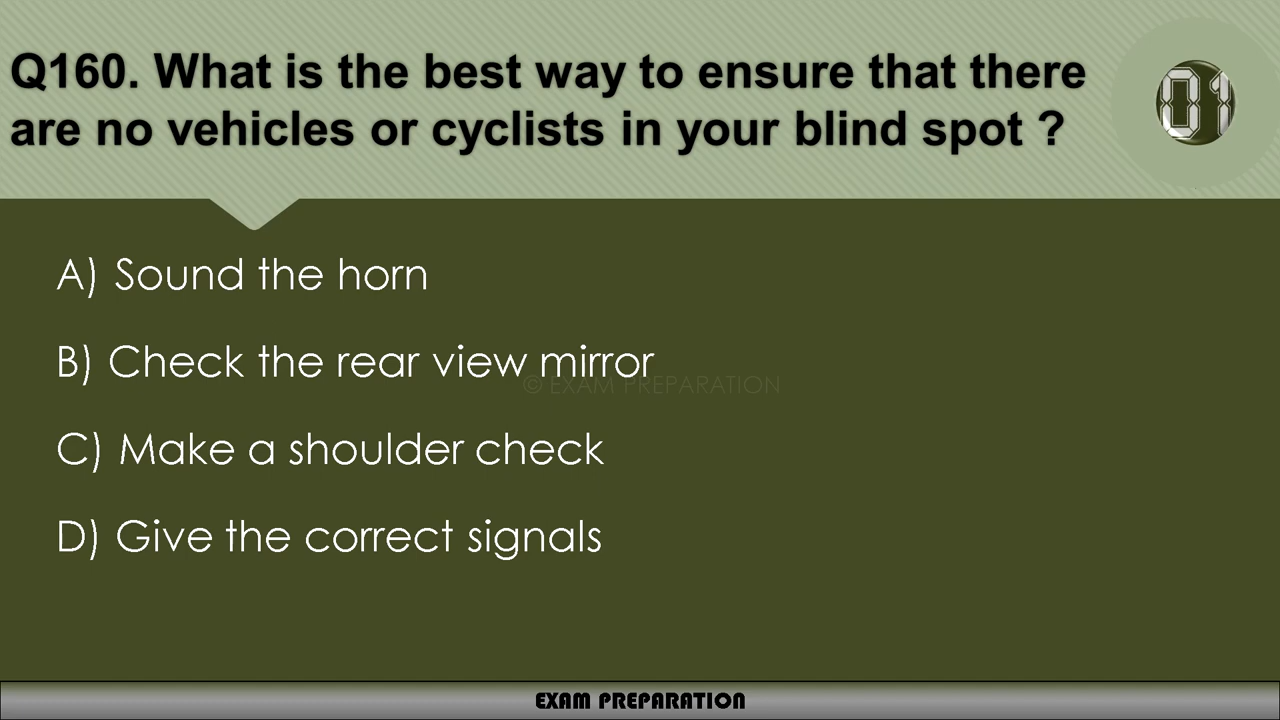 Q160. What is the best way to ensure that there
are no vehicles or cyclists in your blind spot ?
01
A) Sound the horn
B) Check the rear view mirror
© EXAM PREPARATION
C) Make a shoulder check
D) Give the correct signals
EXAM PREPARATION